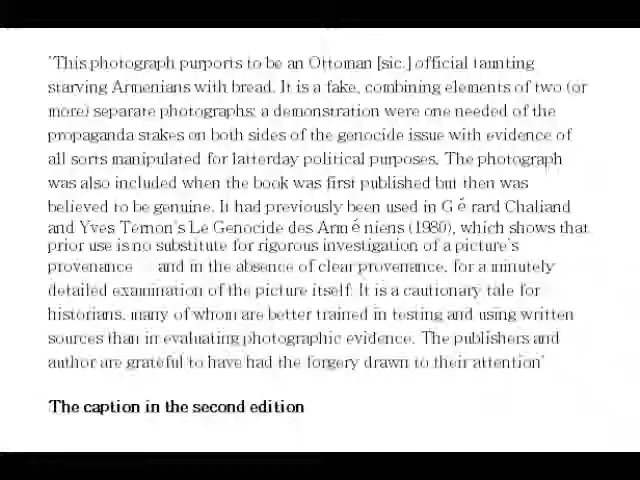 'This photograph purports to be an Ottoman [sic.] official taunting
starving Armenians with bread. It is a fake, combining elements of two (or
more) separate photographs: a demonstration were one needed of the
propaganda stakes on both sides of the genocide issue with evidence of
all sorts manipulated for latterday political purposes. The photograph
was also included when the book was first published but then was
believed to be genuine. It had previously been used in G é rard Chaliand
and Yves Ternon's Le Genocide des Arm é niens (1980), which shows that
prior use is no substitute for rigorous investigation of a picture's
provenance     and in the absence of clear provenance, for a minutely
detailed examination of the picture itself. It is a cautionary tale for
historians, many of whom are better trained in testing and using written
sources than in evaluating photographic evidence. The publishers and
author are grateful to have had the forgery drawn to their attention'
The caption in the second edition